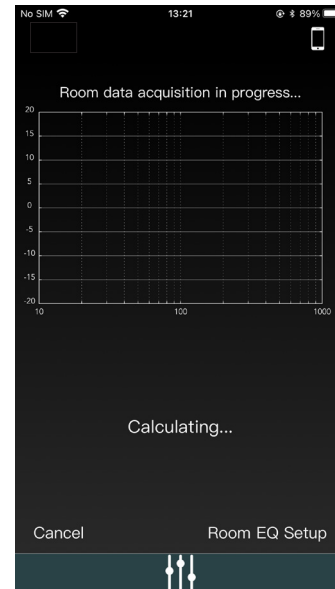 No SIM 13:21 89%
Room data acquisition in progress...
20
15
10
5
0
-5
-10
-15
-20
10 100 1000
Calculating...
Cancel Room EQ Setup